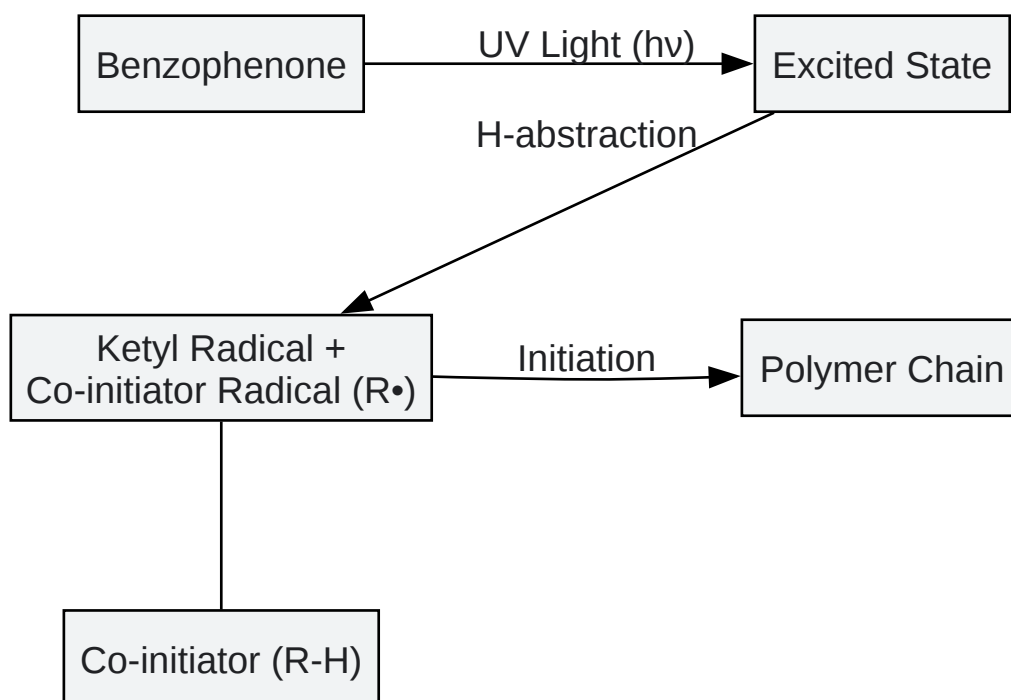 Benzophenone
UV Light (hν)
Excited State
H-abstraction
Ketyl Radical +
Co-initiator Radical (R•)
Initiation
Polymer Chain
Co-initiator (R-H)